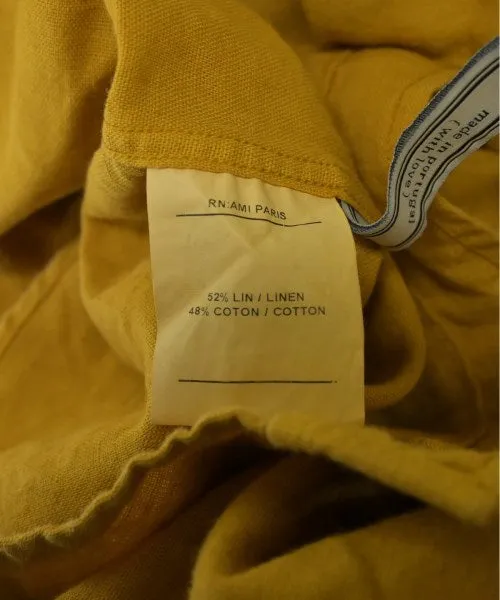 RN:AMI PARIS
52% LIN / LINEN
48% COTON / COTTON
made in portugal
(with love)